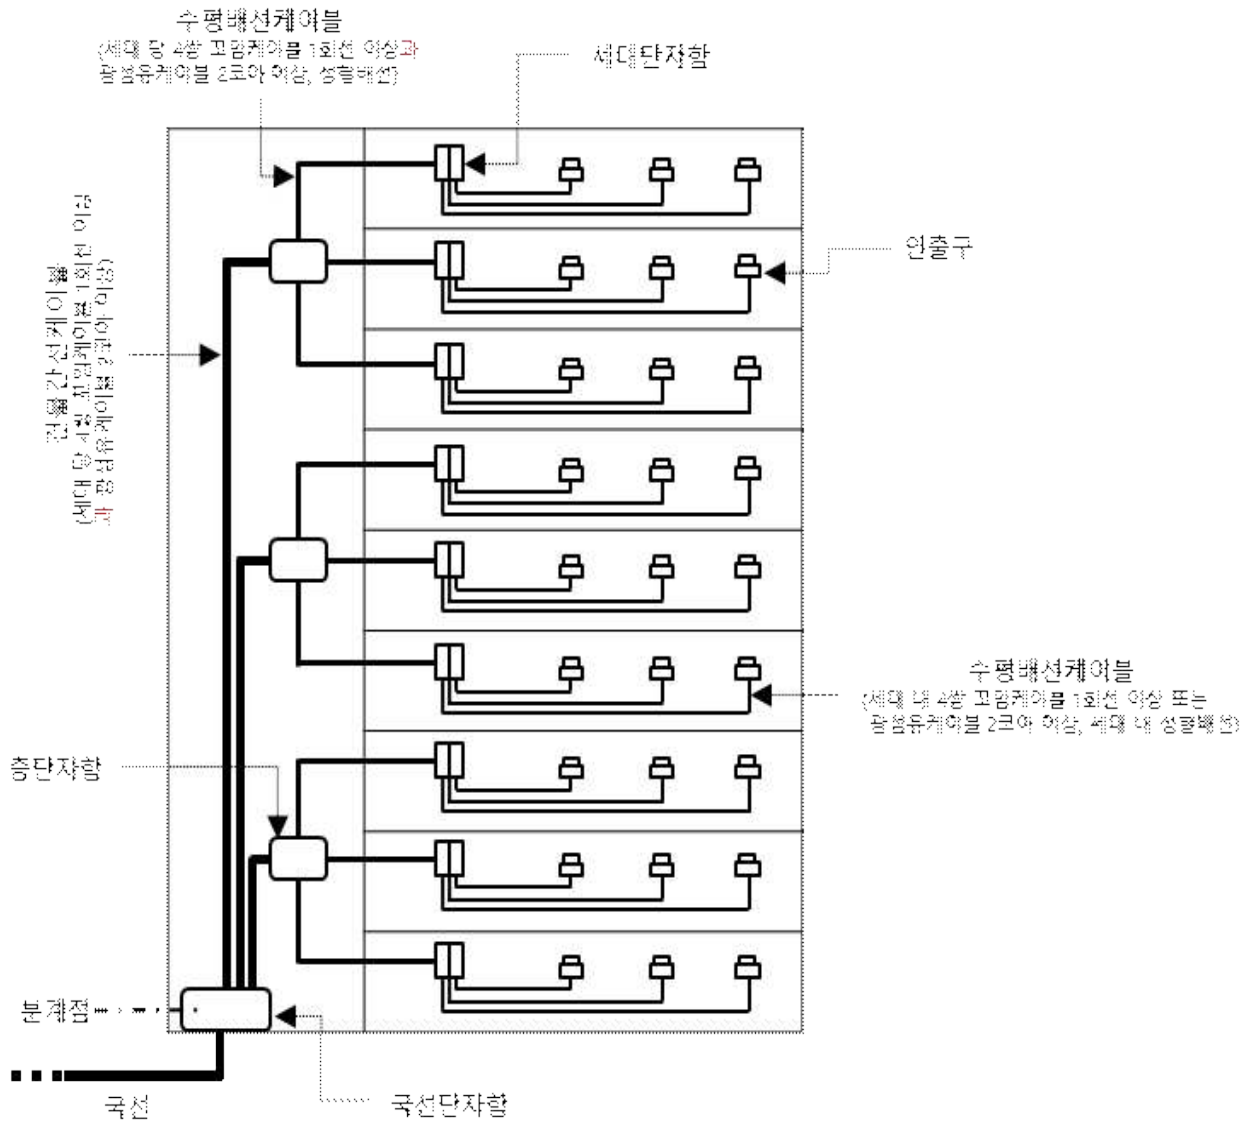 수평배선케이블
(세대 당 4쌍 꼬임케이블 1회선 이상과
광섬유케이블 2코아 이상, 성형배선)
세대단자함
인출구
건물간선케이블
(세대 당 4쌍 꼬임케이블 1회선 이상
과 광섬유케이블 2코아 이상)
수평배선케이블
(세대 내 4쌍 꼬임케이블 1회선 이상 또는
광섬유케이블 2코아 이상, 세대 내 성형배선)
층단자함
분계점
국선단자함
국선